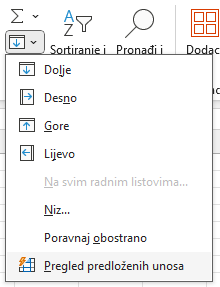 Sortiranje i
Pronađi i
Dodac
Dolje
Desno
Gore
Lijevo
Na svim radnim listovima...
Niz...
Poravnaj obostrano
Pregled predloženih unosa